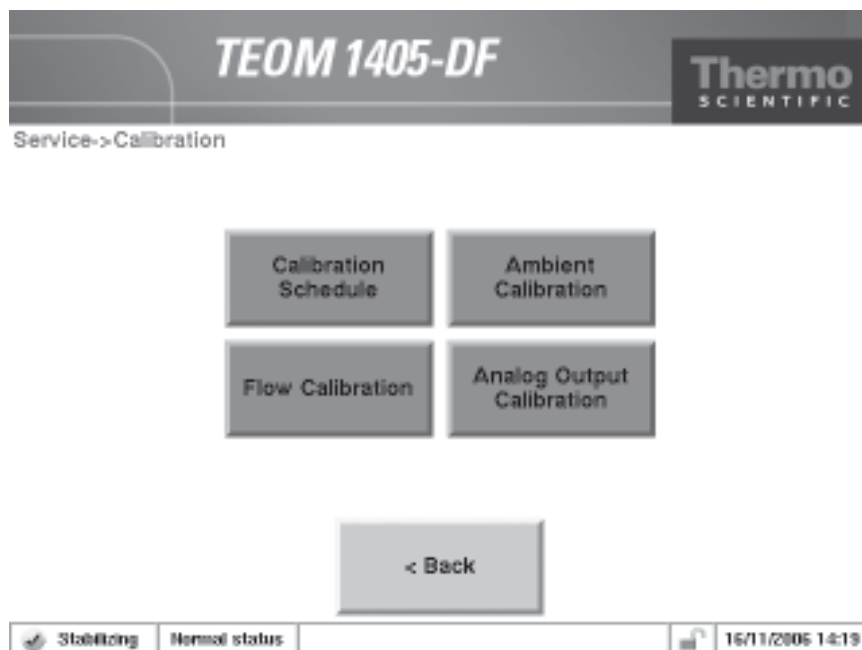 TEOM 1405-DF
Thermo
SCIENTIFIC
Service->Calibration
Calibration
Schedule
Ambient
Calibration
Flow Calibration
Analog Output
Calibration
< Back
Stabilizing
Normal status
16/11/2006 14:19